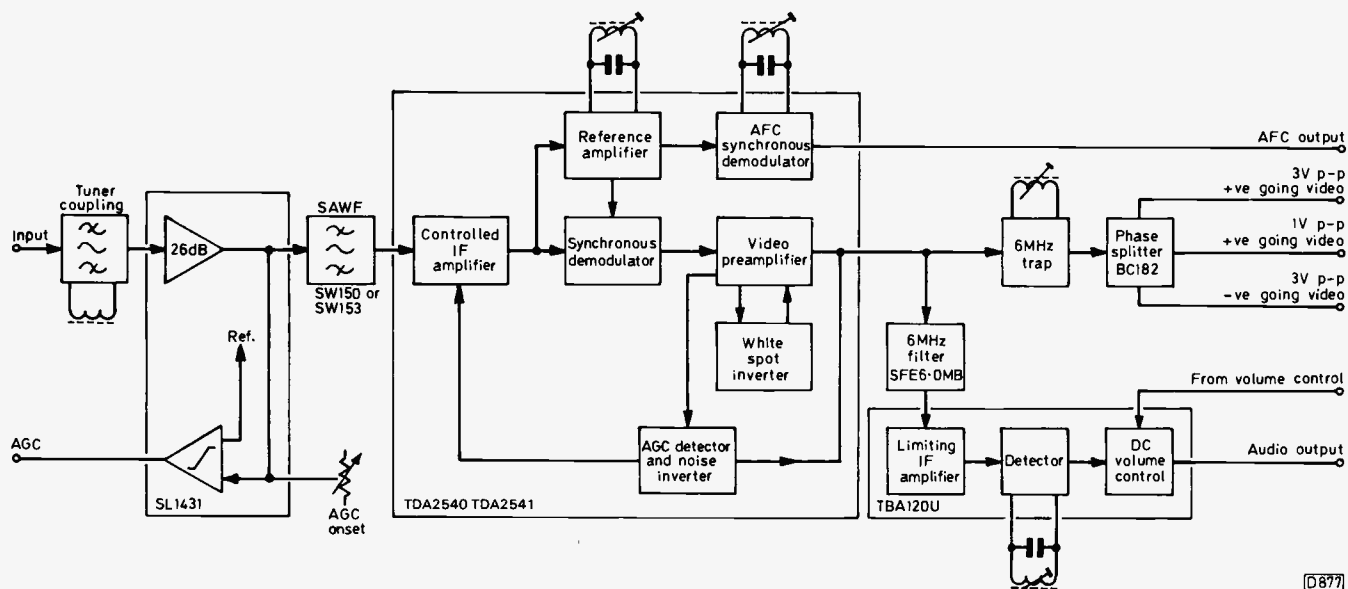 Input
Tuner
coupling
26dB
Ref.
AGC
SL1431
AGC
onset
SAWF
SW150 or
SW153
Controlled
IF
amplifier
Reference
amplifier
AFC
synchronous
demodulator
Synchronous
demodulator
Video
preamplifier
White
spot
inverter
AGC detector
and noise
inverter
TDA2540 TDA2541
6MHz
filter
SFE6·0MB
6MHz
trap
Phase
splitter
BC182
AFC output
3V p-p
+ve going video
1V p-p
+ve going video
3V p-p
-ve going video
From volume control
Limiting
IF
amplifier
Detector
DC
volume
control
Audio output
TBA120U
D877